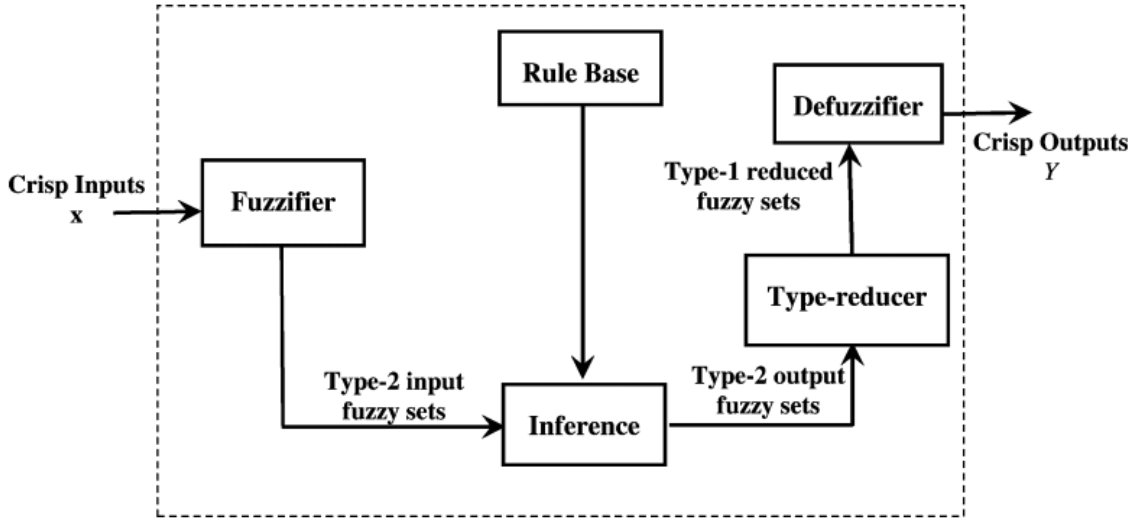 Rule Base
Defuzzifier
Crisp Outputs
Y
Type-1 reduced
fuzzy sets
Crisp Inputs
x
Fuzzifier
Type-reducer
Type-2 input
fuzzy sets
Inference
Type-2 output
fuzzy sets